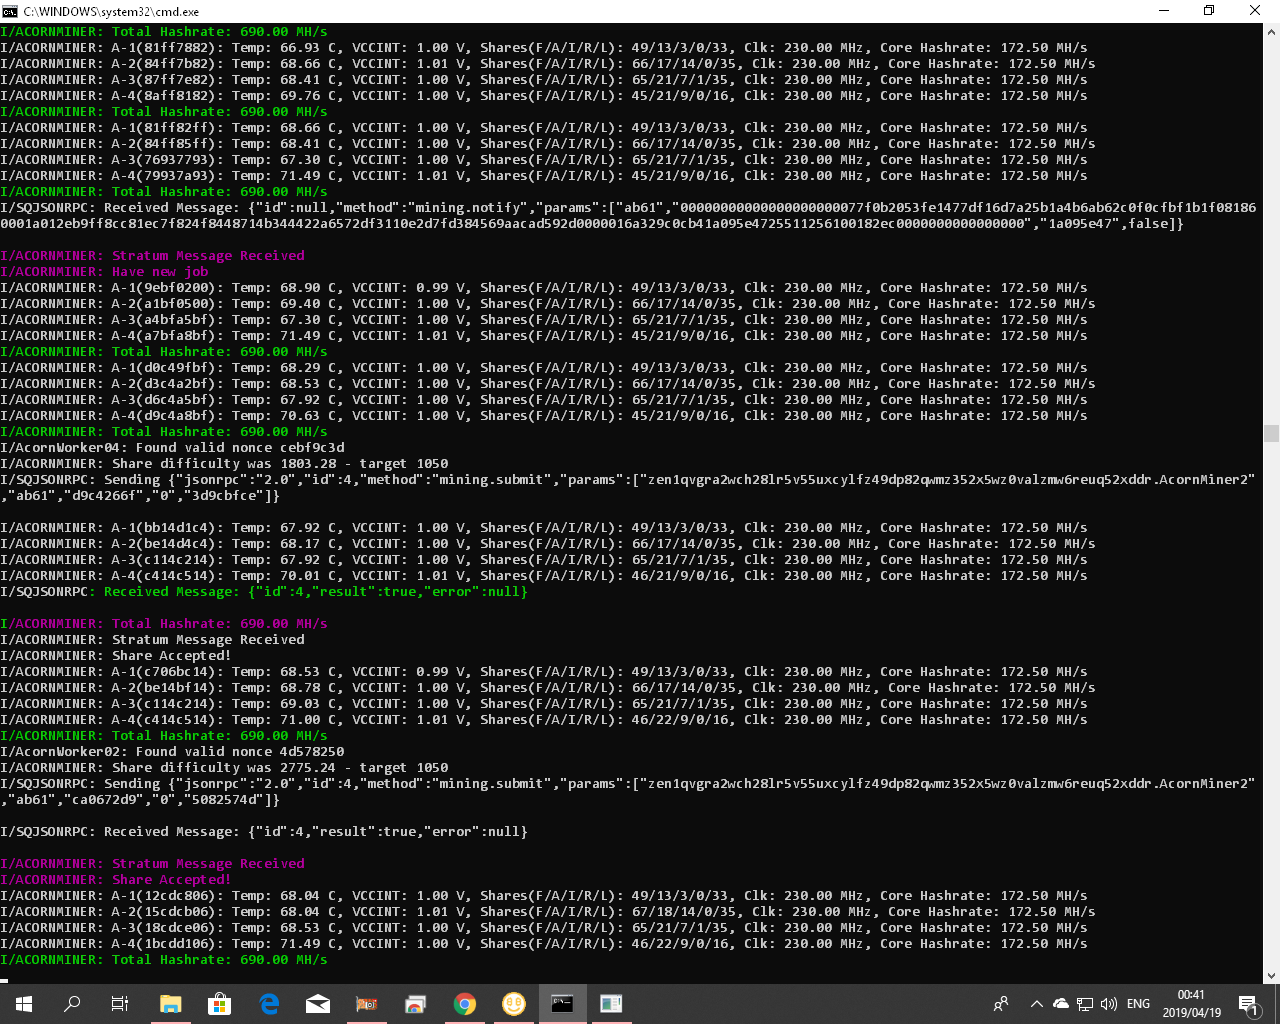 C:\WINDOWS\system32\cmd.exe
I/ACORNMINER: Total Hashrate: 690.00 MH/s
I/ACORNMINER: A-1(81ff7882): Temp: 66.93 C, VCCINT: 1.00 V, Shares(F/A/I/R/L): 49/13/3/0/33, Clk: 230.00 MHz, Core Hashrate: 172.50 MH/s
I/ACORNMINER: A-2(84ff7b82): Temp: 68.66 C, VCCINT: 1.01 V, Shares(F/A/I/R/L): 66/17/14/0/35, Clk: 230.00 MHz, Core Hashrate: 172.50 MH/s
I/ACORNMINER: A-3(87ff7e82): Temp: 68.41 C, VCCINT: 1.00 V, Shares(F/A/I/R/L): 65/21/7/1/35, Clk: 230.00 MHz, Core Hashrate: 172.50 MH/s
I/ACORNMINER: A-4(8aff8182): Temp: 69.76 C, VCCINT: 1.00 V, Shares(F/A/I/R/L): 45/21/9/0/16, Clk: 230.00 MHz, Core Hashrate: 172.50 MH/s
I/ACORNMINER: Total Hashrate: 690.00 MH/s
I/ACORNMINER: A-1(81ff82ff): Temp: 68.66 C, VCCINT: 1.00 V, Shares(F/A/I/R/L): 49/13/3/0/33, Clk: 230.00 MHz, Core Hashrate: 172.50 MH/s
I/ACORNMINER: A-2(84ff85ff): Temp: 68.41 C, VCCINT: 1.00 V, Shares(F/A/I/R/L): 66/17/14/0/35, Clk: 230.00 MHz, Core Hashrate: 172.50 MH/s
I/ACORNMINER: A-3(76937793): Temp: 67.30 C, VCCINT: 1.00 V, Shares(F/A/I/R/L): 65/21/7/1/35, Clk: 230.00 MHz, Core Hashrate: 172.50 MH/s
I/ACORNMINER: A-4(79937a93): Temp: 71.49 C, VCCINT: 1.01 V, Shares(F/A/I/R/L): 45/21/9/0/16, Clk: 230.00 MHz, Core Hashrate: 172.50 MH/s
I/ACORNMINER: Total Hashrate: 690.00 MH/s
I/SQJSONRPC: Received Message: {"id":null,"method":"mining.notify","params":["ab61","00000000000000000000077f0b2053fe1477df16d7a25b1a4b6ab62c0f0cfbf1b1f08186
0001a012eb9ff8cc81ec7f824f8448714b344422a6572df3110e2d7fd384569aacad592d0000016a329c0cb41a095e4725511256100182ec0000000000000000","1a095e47",false]}
I/ACORNMINER: Stratum Message Received
I/ACORNMINER: Have new job
I/ACORNMINER: A-1(9ebf0200): Temp: 68.90 C, VCCINT: 0.99 V, Shares(F/A/I/R/L): 49/13/3/0/33, Clk: 230.00 MHz, Core Hashrate: 172.50 MH/s
I/ACORNMINER: A-2(a1bf0500): Temp: 69.40 C, VCCINT: 1.00 V, Shares(F/A/I/R/L): 66/17/14/0/35, Clk: 230.00 MHz, Core Hashrate: 172.50 MH/s
I/ACORNMINER: A-3(a4bfa5bf): Temp: 67.30 C, VCCINT: 1.00 V, Shares(F/A/I/R/L): 65/21/7/1/35, Clk: 230.00 MHz, Core Hashrate: 172.50 MH/s
I/ACORNMINER: A-4(a7bfa8bf): Temp: 71.49 C, VCCINT: 1.01 V, Shares(F/A/I/R/L): 45/21/9/0/16, Clk: 230.00 MHz, Core Hashrate: 172.50 MH/s
I/ACORNMINER: Total Hashrate: 690.00 MH/s
I/ACORNMINER: A-1(d0c49fbf): Temp: 68.29 C, VCCINT: 1.00 V, Shares(F/A/I/R/L): 49/13/3/0/33, Clk: 230.00 MHz, Core Hashrate: 172.50 MH/s
I/ACORNMINER: A-2(d3c4a2bf): Temp: 68.53 C, VCCINT: 1.00 V, Shares(F/A/I/R/L): 66/17/14/0/35, Clk: 230.00 MHz, Core Hashrate: 172.50 MH/s
I/ACORNMINER: A-3(d6c4a5bf): Temp: 67.92 C, VCCINT: 1.00 V, Shares(F/A/I/R/L): 65/21/7/1/35, Clk: 230.00 MHz, Core Hashrate: 172.50 MH/s
I/ACORNMINER: A-4(d9c4a8bf): Temp: 70.63 C, VCCINT: 1.00 V, Shares(F/A/I/R/L): 45/21/9/0/16, Clk: 230.00 MHz, Core Hashrate: 172.50 MH/s
I/ACORNMINER: Total Hashrate: 690.00 MH/s
I/AcornWorker04: Found valid nonce cebf9c3d
I/ACORNMINER: Share difficulty was 1803.28 - target 1050
I/SQJSONRPC: Sending {"jsonrpc":"2.0","id":4,"method":"mining.submit","params":["zen1qvgra2wch28lr5v55uxcylfz49dp82qwmz352x5wz0valzmw6reuq52xddr.AcornMiner2"
,"ab61","d9c4266f","0","3d9cbfce"]}
I/ACORNMINER: A-1(bb14d1c4): Temp: 67.92 C, VCCINT: 1.00 V, Shares(F/A/I/R/L): 49/13/3/0/33, Clk: 230.00 MHz, Core Hashrate: 172.50 MH/s
I/ACORNMINER: A-2(be14d4c4): Temp: 68.17 C, VCCINT: 1.00 V, Shares(F/A/I/R/L): 66/17/14/0/35, Clk: 230.00 MHz, Core Hashrate: 172.50 MH/s
I/ACORNMINER: A-3(c114c214): Temp: 67.92 C, VCCINT: 1.00 V, Shares(F/A/I/R/L): 65/21/7/1/35, Clk: 230.00 MHz, Core Hashrate: 172.50 MH/s
I/ACORNMINER: A-4(c414c514): Temp: 70.01 C, VCCINT: 1.01 V, Shares(F/A/I/R/L): 46/21/9/0/16, Clk: 230.00 MHz, Core Hashrate: 172.50 MH/s
I/SQJSONRPC: Received Message: {"id":4,"result":true,"error":null}
I/ACORNMINER: Total Hashrate: 690.00 MH/s
I/ACORNMINER: Stratum Message Received
I/ACORNMINER: Share Accepted!
I/ACORNMINER: A-1(c706bc14): Temp: 68.53 C, VCCINT: 0.99 V, Shares(F/A/I/R/L): 49/13/3/0/33, Clk: 230.00 MHz, Core Hashrate: 172.50 MH/s
I/ACORNMINER: A-2(be14bf14): Temp: 68.78 C, VCCINT: 1.00 V, Shares(F/A/I/R/L): 66/17/14/0/35, Clk: 230.00 MHz, Core Hashrate: 172.50 MH/s
I/ACORNMINER: A-3(c114c214): Temp: 69.03 C, VCCINT: 1.00 V, Shares(F/A/I/R/L): 65/21/7/1/35, Clk: 230.00 MHz, Core Hashrate: 172.50 MH/s
I/ACORNMINER: A-4(c414c514): Temp: 71.00 C, VCCINT: 1.01 V, Shares(F/A/I/R/L): 46/22/9/0/16, Clk: 230.00 MHz, Core Hashrate: 172.50 MH/s
I/ACORNMINER: Total Hashrate: 690.00 MH/s
I/AcornWorker02: Found valid nonce 4d578250
I/ACORNMINER: Share difficulty was 2775.24 - target 1050
I/SQJSONRPC: Sending {"jsonrpc":"2.0","id":4,"method":"mining.submit","params":["zen1qvgra2wch28lr5v55uxcylfz49dp82qwmz352x5wz0valzmw6reuq52xddr.AcornMiner2"
,"ab61","ca0672d9","0","5082574d"]}
I/SQJSONRPC: Received Message: {"id":4,"result":true,"error":null}
I/ACORNMINER: Stratum Message Received
I/ACORNMINER: Share Accepted!
I/ACORNMINER: A-1(12cdc806): Temp: 68.04 C, VCCINT: 1.00 V, Shares(F/A/I/R/L): 49/13/3/0/33, Clk: 230.00 MHz, Core Hashrate: 172.50 MH/s
I/ACORNMINER: A-2(15cdcb06): Temp: 68.04 C, VCCINT: 1.01 V, Shares(F/A/I/R/L): 67/18/14/0/35, Clk: 230.00 MHz, Core Hashrate: 172.50 MH/s
I/ACORNMINER: A-3(18cdce06): Temp: 68.53 C, VCCINT: 1.00 V, Shares(F/A/I/R/L): 65/21/7/1/35, Clk: 230.00 MHz, Core Hashrate: 172.50 MH/s
I/ACORNMINER: A-4(1bcdd106): Temp: 71.49 C, VCCINT: 1.00 V, Shares(F/A/I/R/L): 46/22/9/0/16, Clk: 230.00 MHz, Core Hashrate: 172.50 MH/s
I/ACORNMINER: Total Hashrate: 690.00 MH/s
ENG
00:41
2019/04/19
1